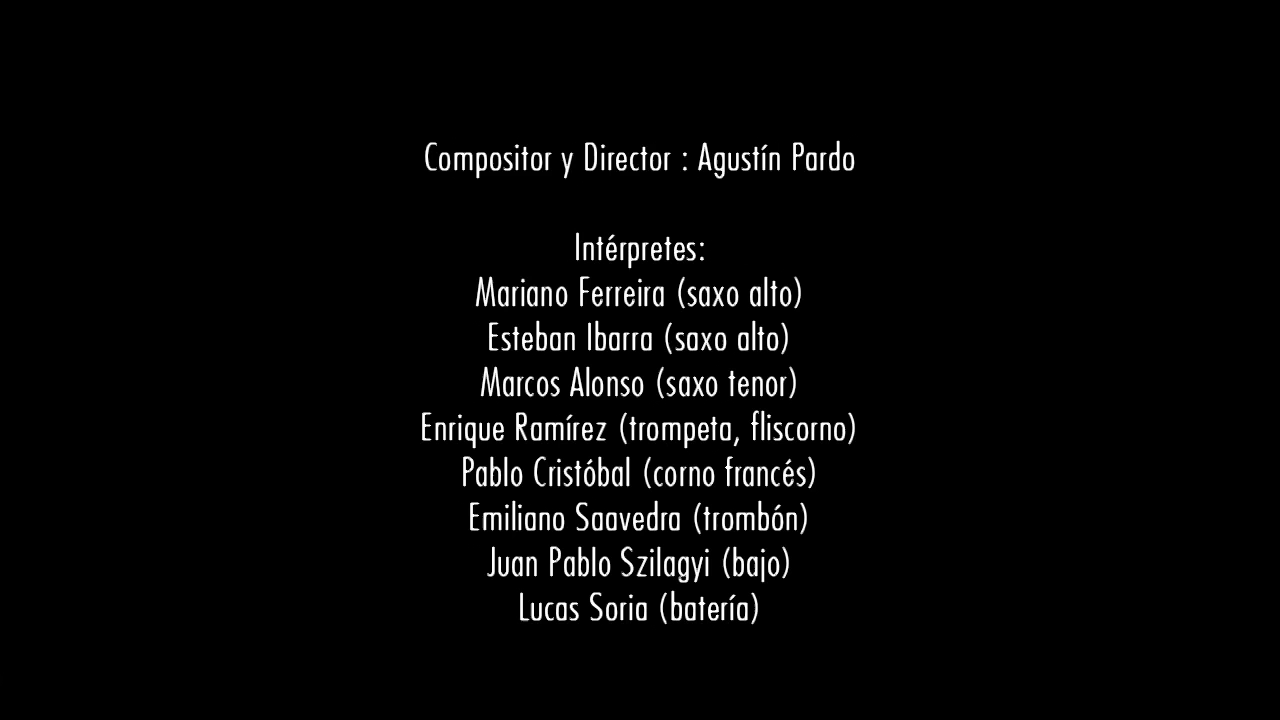 Compositor y Director : Agustín Pardo
Intérpretes:
Mariano Ferreira (saxo alto)
Esteban Ibarra (saxo alto)
Marcos Alonso (saxo tenor)
Enrique Ramírez (trompeta, fliscorno)
Pablo Cristóbal (corno francés)
Emiliano Saavedra (trombón)
Juan Pablo Szilagyi (bajo)
Lucas Soria (batería)